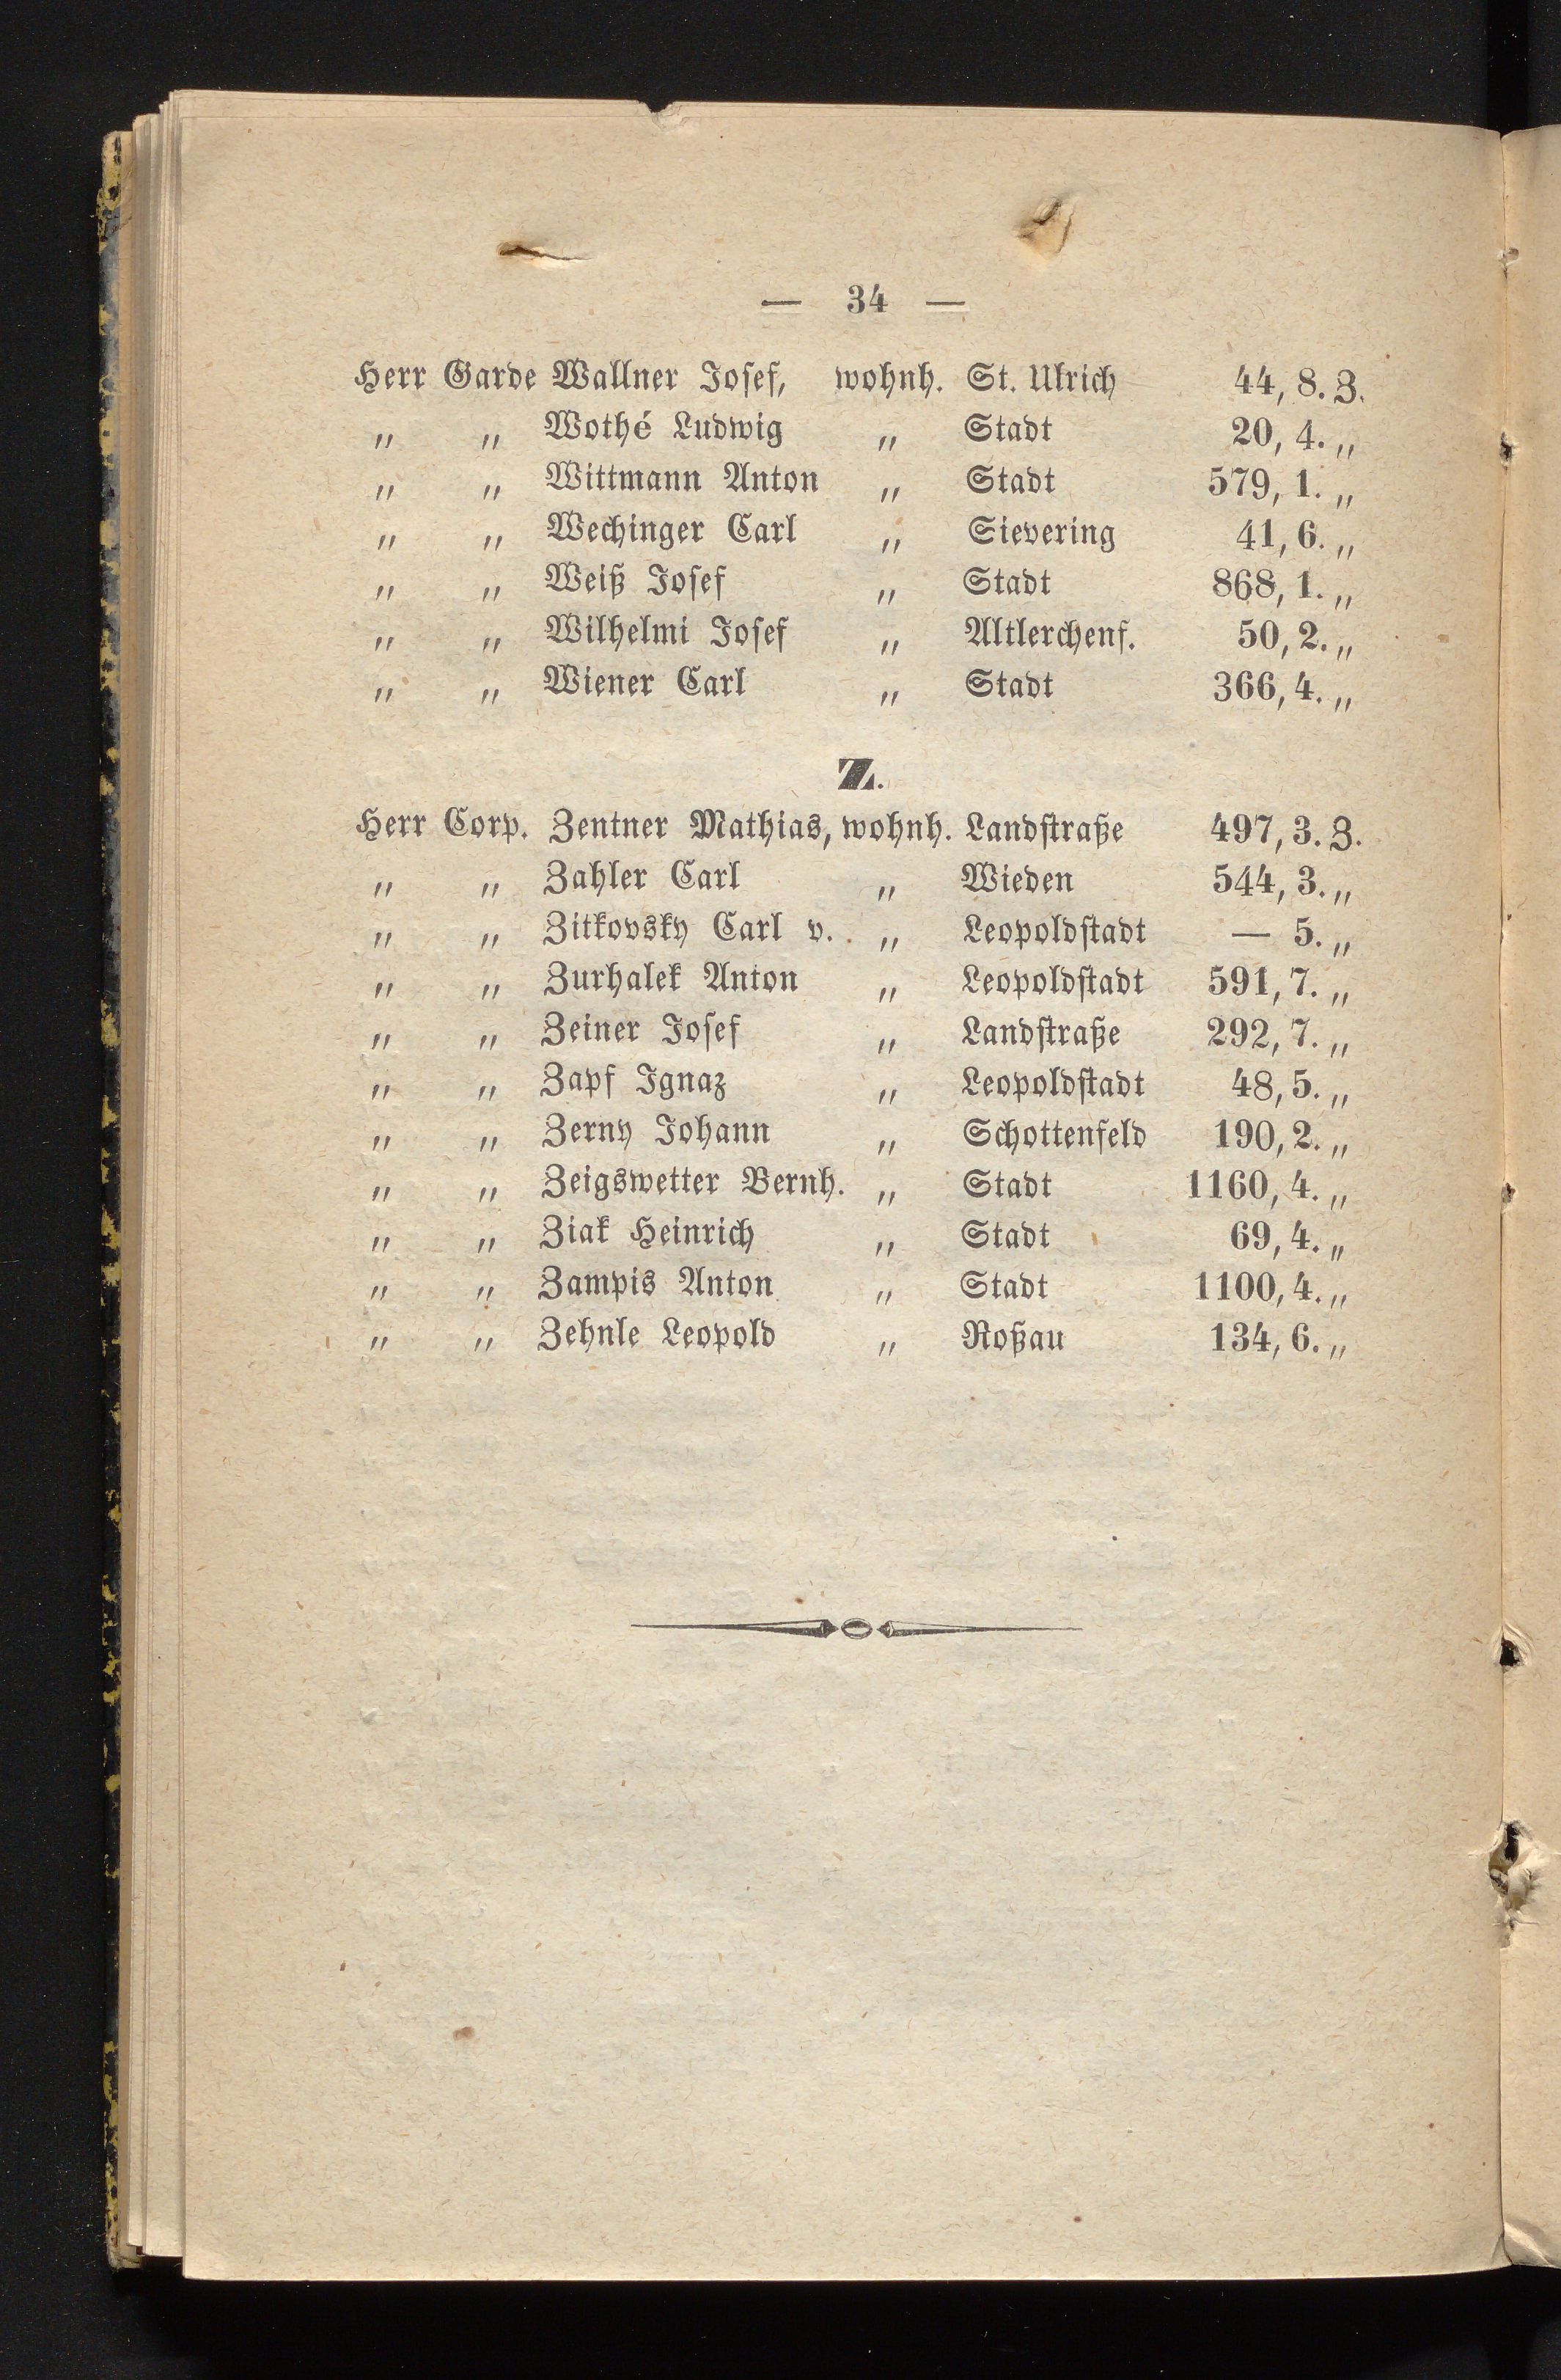 — 34 —
Herr Garde Wallner Josef, wohnh. St. Ulrich 44, 8. Z.
„ „ Wothé Ludwig „ Stadt 20, 4. „
„ „ Wittmann Anton „ Stadt 579, 1. „
„ „ Wechinger Carl „ Sievering 41, 6. „
„ „ Weiß Josef „ Stadt 868, 1. „
„ „ Wilhelmi Josef „ Altlerchenf. 50, 2. „
„ „ Wiener Carl „ Stadt 366, 4. „
Z.
Herr Corp. Zentner Mathias, wohnh. Landstraße 497, 3. Z.
„ „ Zahler Carl „ Wieden 544, 3. „
„ „ Zitkovsky Carl v. „ Leopoldstadt — 5. „
„ „ Zurhalek Anton „ Leopoldstadt 591, 7. „
„ „ Zeiner Josef „ Landstraße 292, 7. „
„ „ Zapf Ignaz „ Leopoldstadt 48, 5. „
„ „ Zerny Johann „ Schottenfeld 190, 2. „
„ „ Zeigswetter Bernh. „ Stadt 1160, 4. „
„ „ Ziak Heinrich „ Stadt 69, 4. „
„ „ Zampis Anton „ Stadt 1100, 4. „
„ „ Zehnle Leopold „ Roßau 134, 6. „